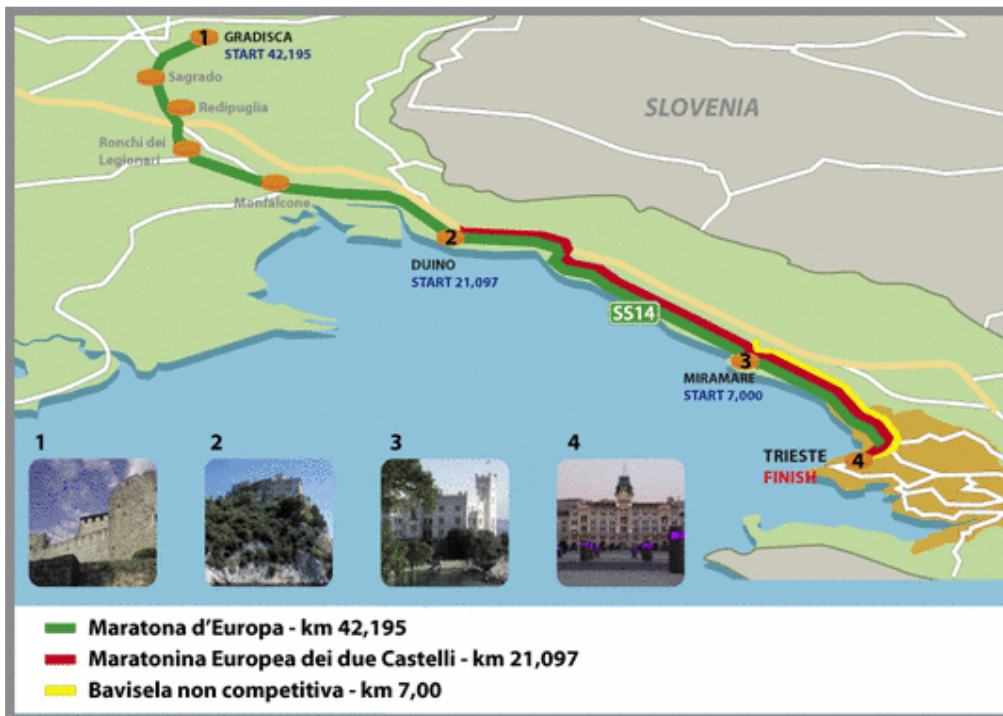 1
GRADISCA
START 42,195
Sagrado
Redipuglia
Ronchi dei
Legionari
Monfalcone
SLOVENIA
2
DUINO
START 21,097
SS14
3
MIRAMARE
START 7,000
TRIESTE
FINISH
4
1
2
3
4
Maratona d'Europa - km 42,195
Maratonina Europea dei due Castelli - km 21,097
Bavisela non competitiva - km 7,00